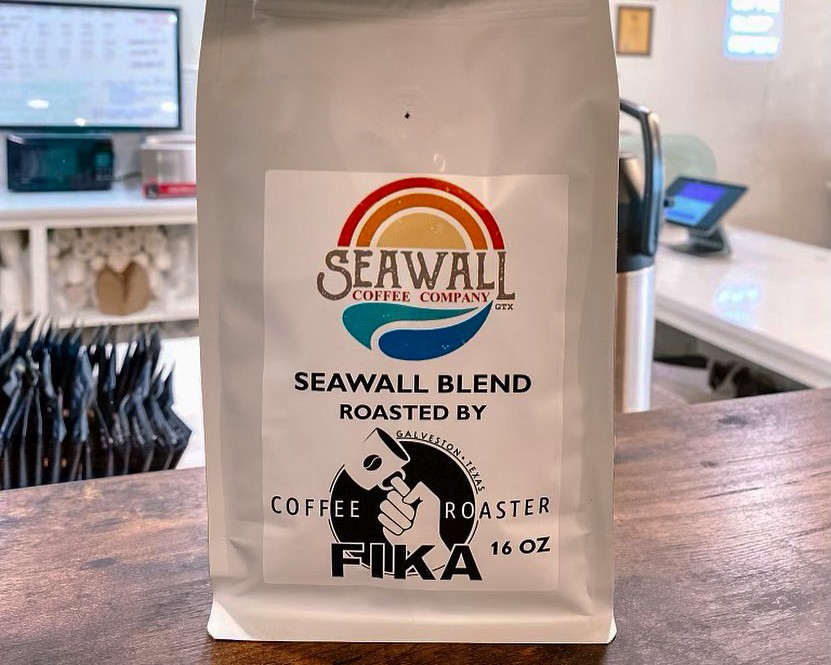 SEAWALL
COFFEE COMPANY
GTX
SEAWALL BLEND
ROASTED BY
GALVESTON • TEXAS
COFFEE ROASTER
FIKA
16 OZ